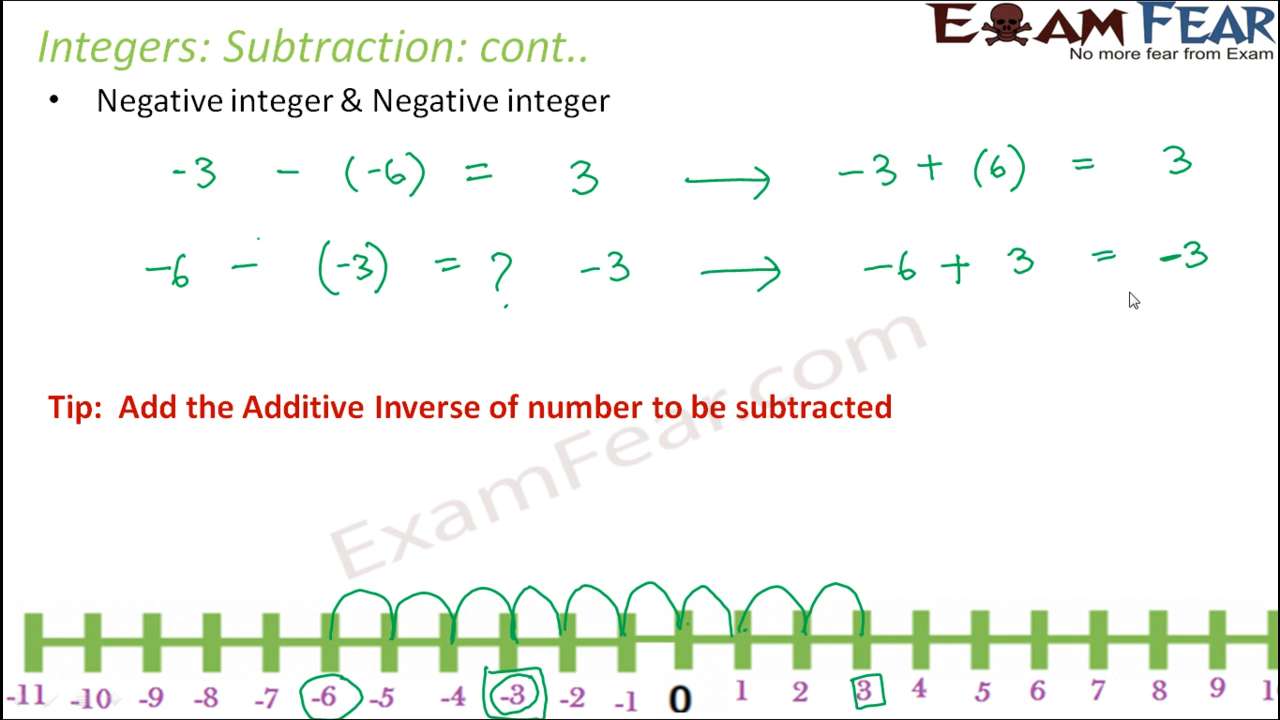 Integers: Subtraction: cont..
EXAM FEAR
No more fear from Exam
• Negative integer & Negative integer
-3 - (-6) = 3 → -3 + (6) = 3
-6 - (-3) = ? -3 → -6 + 3 = -3
Tip: Add the Additive Inverse of number to be subtracted
ExamFear.com
-11 -10 -9 -8 -7 -6 -5 -4 -3 -2 -1 0 1 2 3 4 5 6 7 8 9